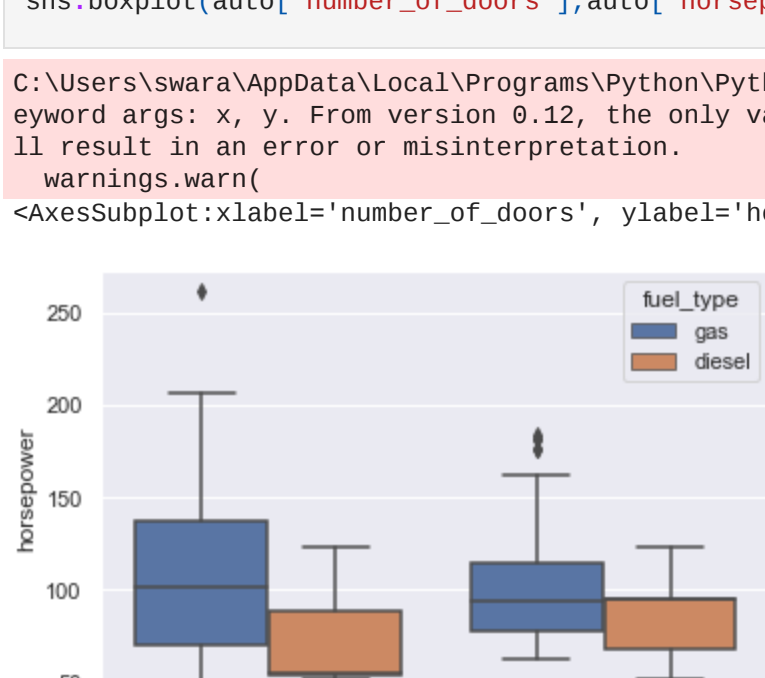 sns.boxplot(auto['number_of_doors'],auto['horsep
C:\Users\swara\AppData\Local\Programs\Python\Pyth
eyword args: x, y. From version 0.12, the only va
ll result in an error or misinterpretation.
  warnings.warn(
<AxesSubplot:xlabel='number_of_doors', ylabel='ho
fuel_type
gas
diesel
250
200
150
100
50
horsepower